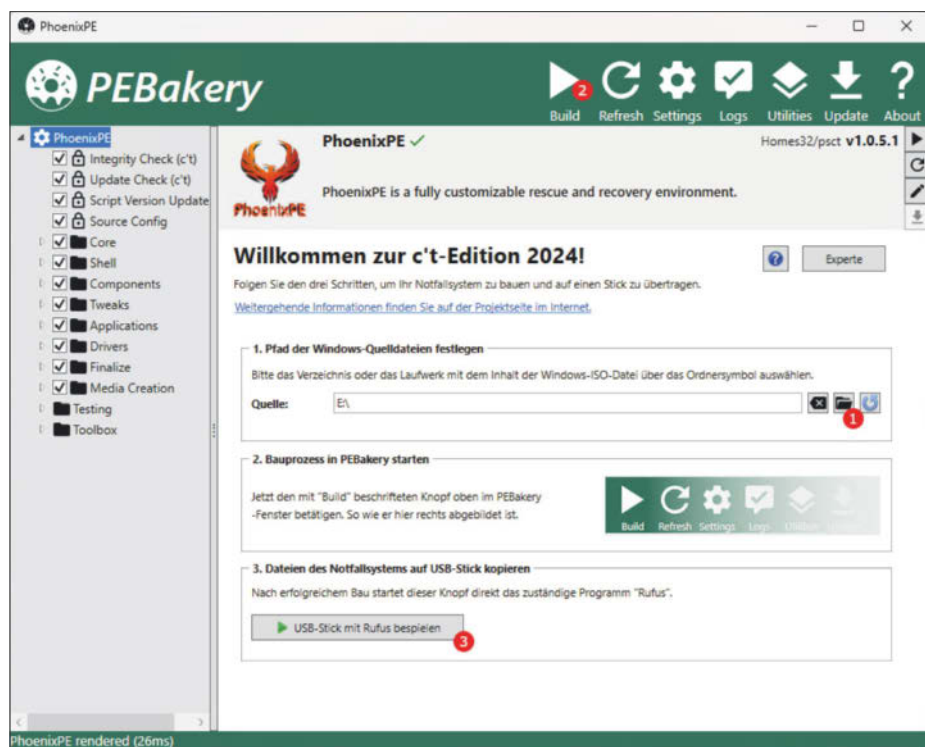 PhoenixPE
PEBakery
2
Build Refresh Settings Logs Utilities Update About
PhoenixPE
Integrity Check (c't)
Update Check (c't)
Script Version Update
Source Config
Core
Shell
Components
Tweaks
Applications
Drivers
Finalize
Media Creation
Testing
Toolbox
PhoenixPE
PhoenixPE ✓
Homes32/psct v1.0.5.1
PhoenixPE is a fully customizable rescue and recovery environment.
Willkommen zur c't-Edition 2024!
Experte
Folgen Sie den drei Schritten, um Ihr Notfallsystem zu bauen und auf einen Stick zu übertragen.
Weitergehende Informationen finden Sie auf der Projektseite im Internet.
1. Pfad der Windows-Quelldateien festlegen
Bitte das Verzeichnis oder das Laufwerk mit dem Inhalt der Windows-ISO-Datei über das Ordnersymbol auswählen.
Quelle: E:\
1
2. Bauprozess in PEBakery starten
Jetzt den mit "Build" beschrifteten Knopf oben im PEBakery
-Fenster betätigen. So wie er hier rechts abgebildet ist.
Build Refresh Settings Logs
3. Dateien des Notfallsystems auf USB-Stick kopieren
Nach erfolgreichem Bau startet dieser Knopf direkt das zuständige Programm "Rufus".
USB-Stick mit Rufus bespielen
3
PhoenixPE rendered (26ms)